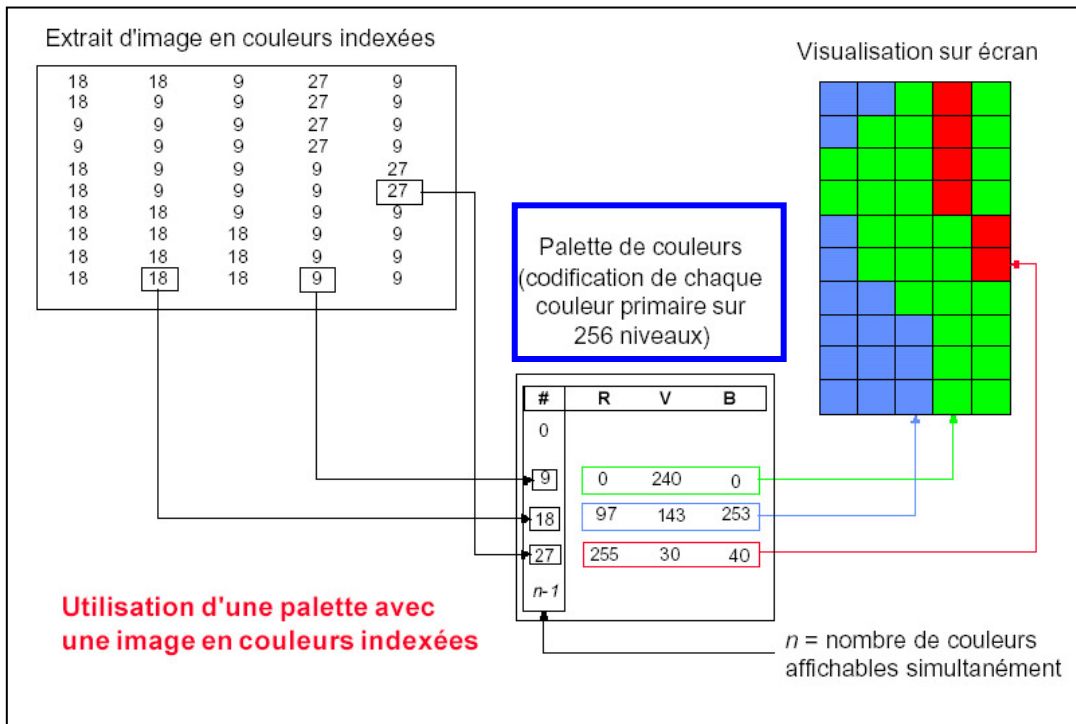 Extrait d'image en couleurs indexées
18 18 9 27 9
18 9 9 27 9
9 9 9 27 9
9 9 9 27 9
18 9 9 9 27
18 9 9 9 27
18 18 9 9 9
18 18 18 9 9
18 18 18 9 9
18 18 18 9 9
Visualisation sur écran
Palette de couleurs
(codification de chaque
couleur primaire sur
256 niveaux)
# R V B
0
9 0 240 0
18 97 143 253
27 255 30 40
n-1
Utilisation d'une palette avec
une image en couleurs indexées
n = nombre de couleurs
affichables simultanément